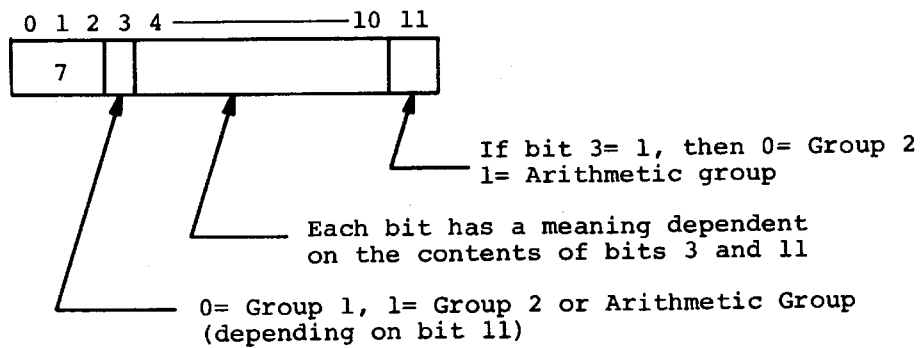 0 1 2 3 4 10 11
7
If bit 3= 1, then 0= Group 2
1= Arithmetic group
Each bit has a meaning dependent
on the contents of bits 3 and 11
0= Group 1, 1= Group 2 or Arithmetic Group
(depending on bit 11)